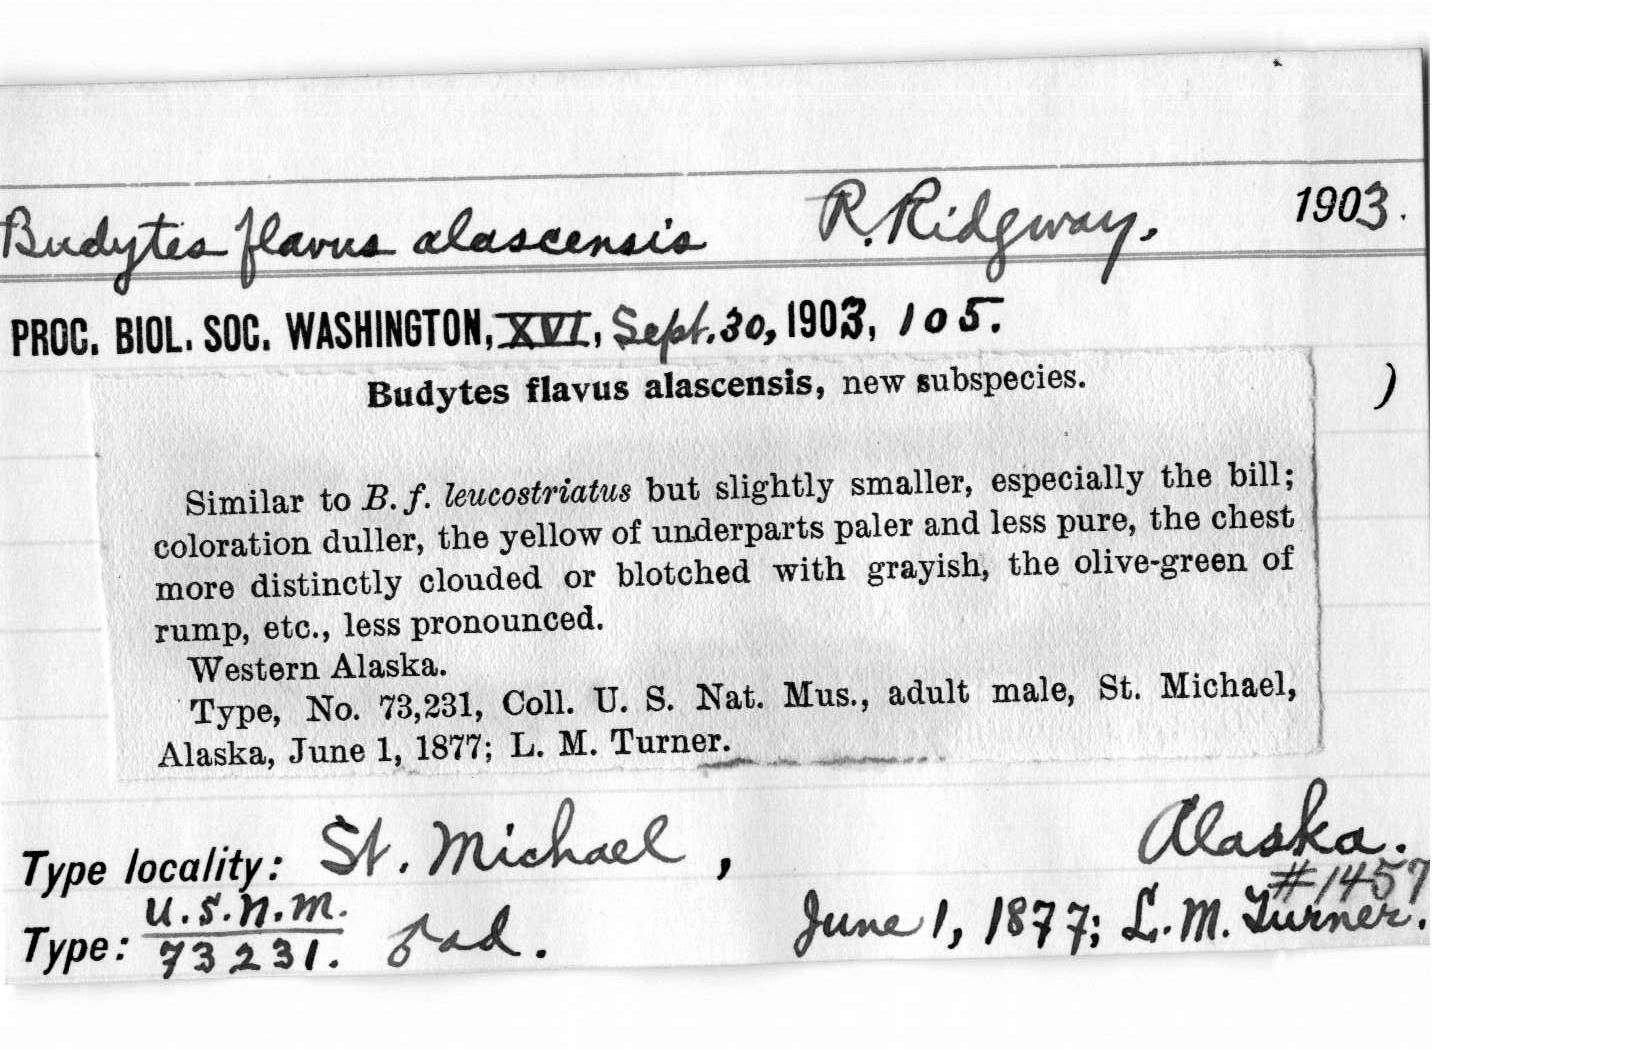 Budytes flavus alascensis R. Ridgway, 1903.
PROC. BIOL. SOC. WASHINGTON, XVI, Sept. 30, 1903, 105.
Budytes flavus alascensis, new subspecies. )
Similar to B. f. leucostriatus but slightly smaller, especially the bill;
coloration duller, the yellow of underparts paler and less pure, the chest
more distinctly clouded or blotched with grayish, the olive-green of
rump, etc., less pronounced.
Western Alaska.
Type, No. 73,231, Coll. U. S. Nat. Mus., adult male, St. Michael,
Alaska, June 1, 1877; L. M. Turner.
Type locality: St. Michael, Alaska.
#1457
Type: U.S.N.M. 73231. ♂ ad. June 1, 1877; L. M. Turner.